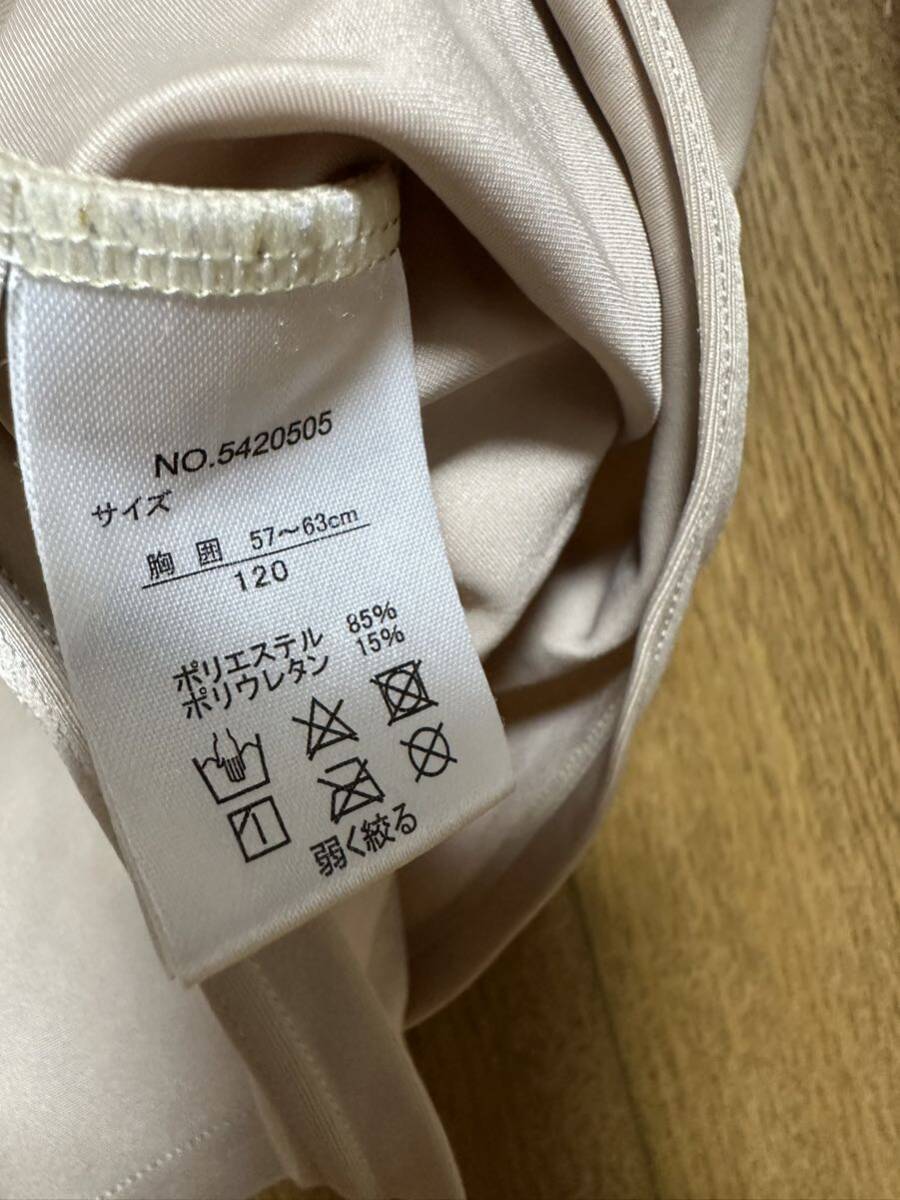 NO.5420505
サイズ
胸 囲 57〜63cm
120
ポリエステル 85%
ポリウレタン 15%
弱く絞る